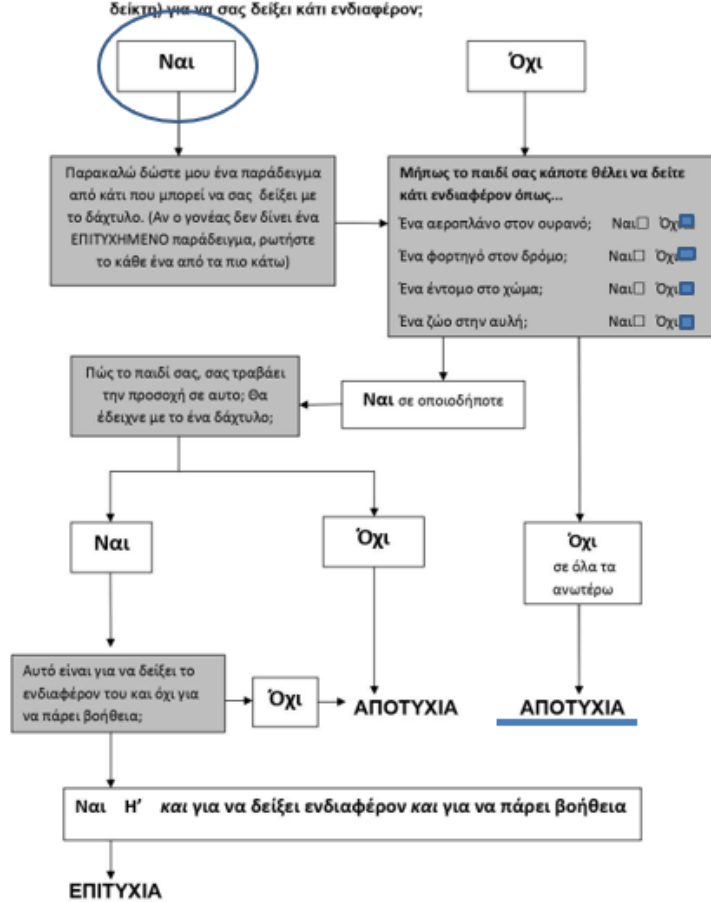 δείκτη) για να σας δείξει κάτι ενδιαφέρον;
Ναι
Όχι
Παρακαλώ δώστε μου ένα παράδειγμα
από κάτι που μπορεί να σας δείξει με
το δάχτυλο. (Αν ο γονέας δεν δίνει ένα
ΕΠΙΤΥΧΗΜΕΝΟ παράδειγμα, ρωτήστε
το κάθε ένα από τα πιο κάτω)
Μήπως το παιδί σας κάποτε θέλει να δείτε
κάτι ενδιαφέρον όπως...
Ένα αεροπλάνο στον ουρανό; Ναι☐ Όχι
Ένα φορτηγό στον δρόμο; Ναι☐ Όχι
Ένα έντομο στο χώμα; Ναι☐ Όχι
Ένα ζώο στην αυλή; Ναι☐ Όχι
Πώς το παιδί σας, σας τραβάει
την προσοχή σε αυτο; Θα
έδειχνε με το ένα δάχτυλο;
Ναι σε οποιοδήποτε
Ναι
Όχι
Όχι
σε όλα τα
ανωτέρω
Αυτό είναι για να δείξει το
ενδιαφέρον του και όχι για
να πάρει βοήθεια;
Όχι
ΑΠΟΤΥΧΙΑ
ΑΠΟΤΥΧΙΑ
Ναι Η' και για να δείξει ενδιαφέρον και για να πάρει βοήθεια
ΕΠΙΤΥΧΙΑ